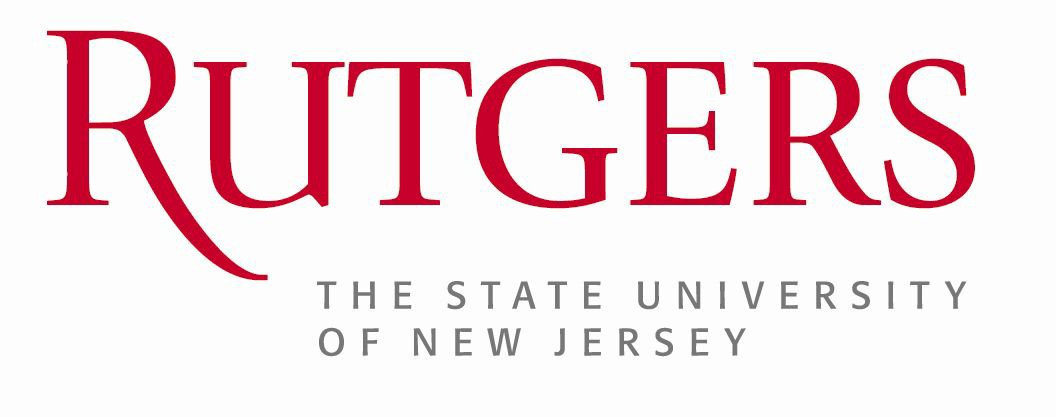 RUTGERS
THE STATE UNIVERSITY
OF NEW JERSEY